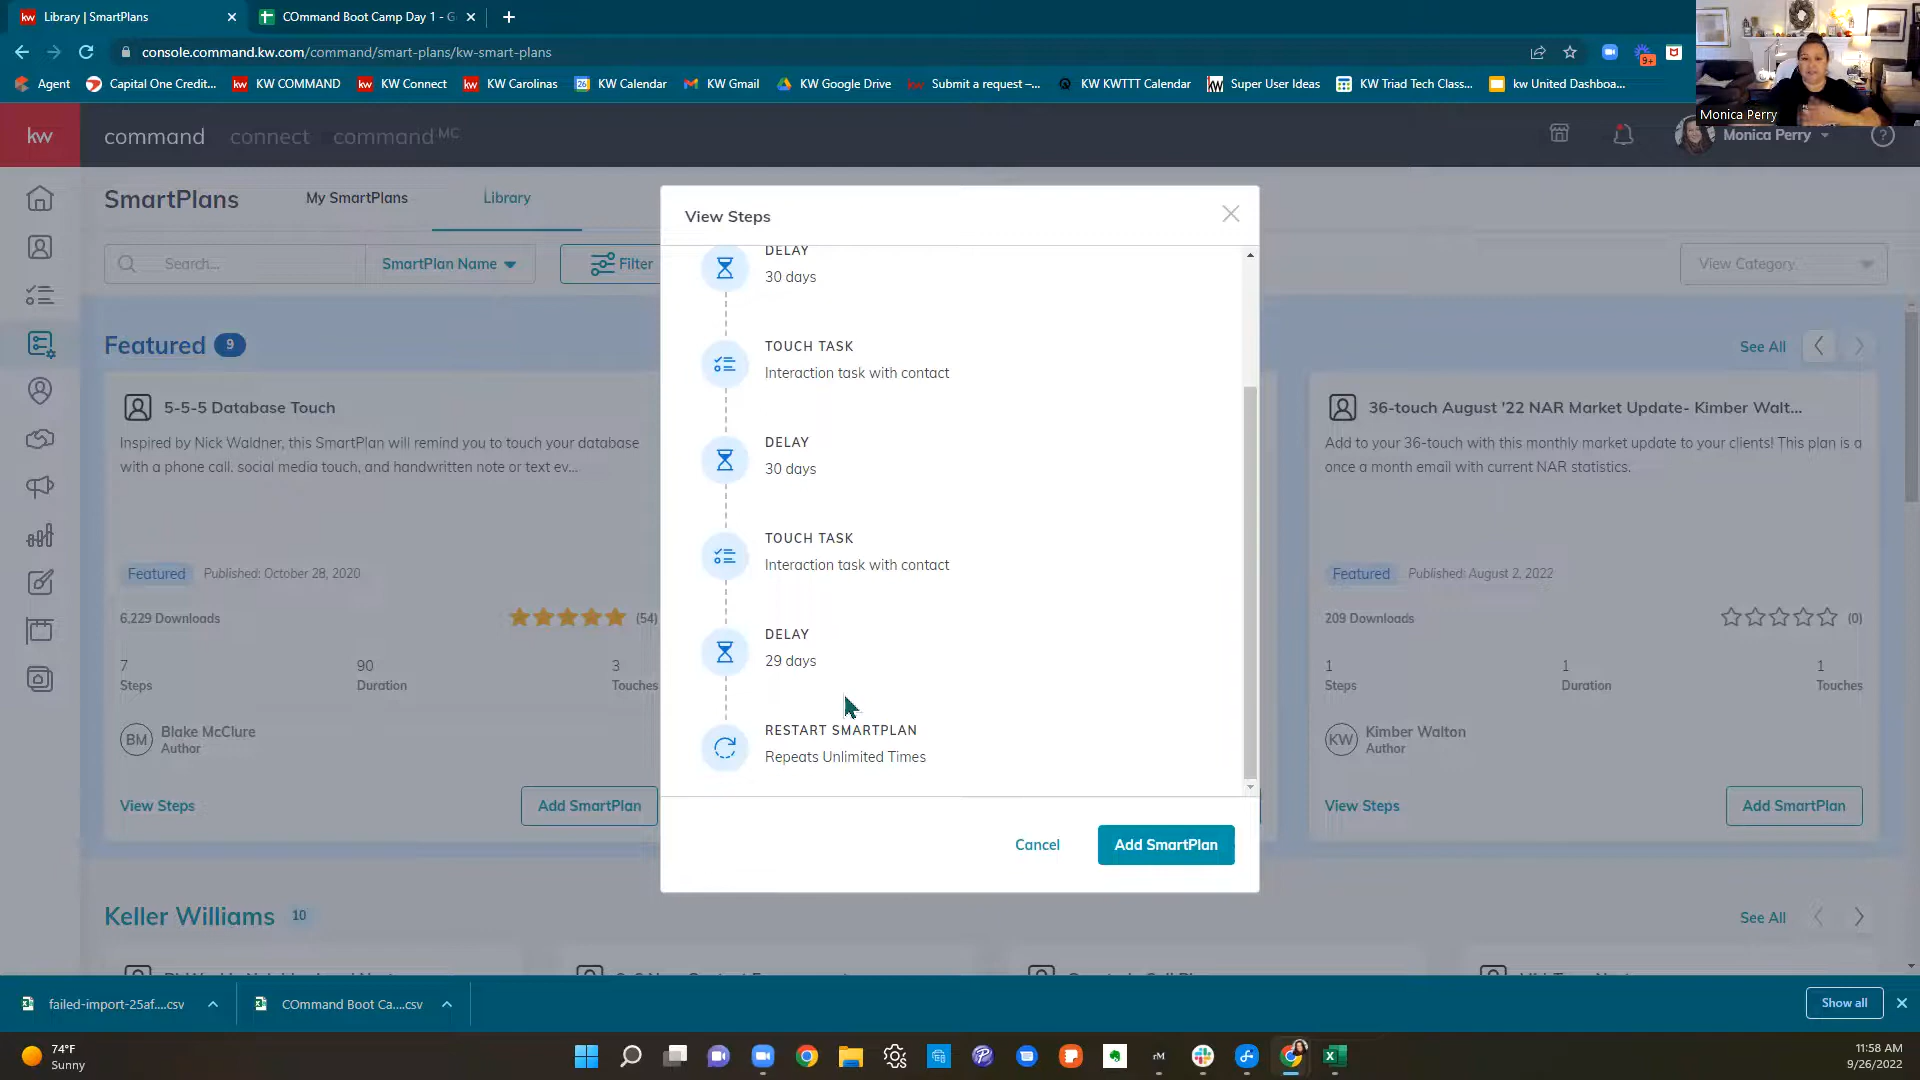 Library | SmartPlans
COmmand Boot Camp Day 1 - G
console.command.kw.com/command/smart-plans/kw-smart-plans
9+
Agent
Capital One Credit...
KW COMMAND
KW Connect
KW Carolinas
26
KW Calendar
KW Gmail
KW Google Drive
Submit a request –...
KW KWTTT Calendar
Super User Ideas
KW Triad Tech Class...
kw United Dashboa...
Monica Perry
kw
command
connect
command MC
Monica Perry
SmartPlans
My SmartPlans
Library
Search...
SmartPlan Name
Filter
View Category
Featured 9
See All
5-5-5 Database Touch
Inspired by Nick Waldner, this SmartPlan will remind you to touch your database
with a phone call. social media touch, and handwritten note or text ev...
Featured
Published: October 28, 2020
6,229 Downloads
(54)
7
Steps
90
Duration
3
Touches
BM
Blake McClure
Author
View Steps
Add SmartPlan
View Steps
DELAY
30 days
TOUCH TASK
Interaction task with contact
DELAY
30 days
TOUCH TASK
Interaction task with contact
DELAY
29 days
RESTART SMARTPLAN
Repeats Unlimited Times
Cancel
Add SmartPlan
36-touch August '22 NAR Market Update- Kimber Walt...
Add to your 36-touch with this monthly market update to your clients! This plan is a
once a month email with current NAR statistics.
Featured
Published: August 2, 2022
209 Downloads
(0)
1
Steps
1
Duration
1
Touches
KW
Kimber Walton
Author
View Steps
Add SmartPlan
Keller Williams 10
See All
failed-import-25af....csv
COmmand Boot Ca....csv
Show all
74°F
Sunny
11:58 AM
9/26/2022